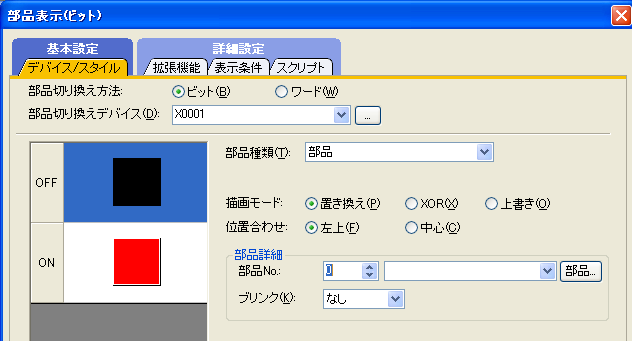 部品表示(ビット)
基本設定
詳細設定
デバイス/スタイル
拡張機能
表示条件
スクリプト
部品切り換え方法: ビット(B) ワード(W)
部品切り換えデバイス(D): X0001 ...
部品種類(T): 部品
OFF
描画モード: 置き換え(P) XOR(X) 上書き(O)
位置合わせ: 左上(F) 中心(C)
ON
部品詳細
部品No.: 0 部品...
ブリンク(K): なし